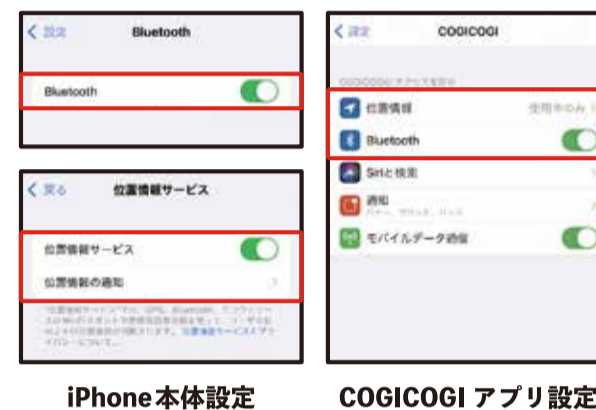 設定
Bluetooth
Bluetooth
戻る
位置情報サービス
位置情報サービス
位置情報の通知
iPhone本体設定
設定
COGICOGI
位置情報
使用中のみ
Bluetooth
Siriと検索
通知
モバイルデータ通信
COGICOGI アプリ設定